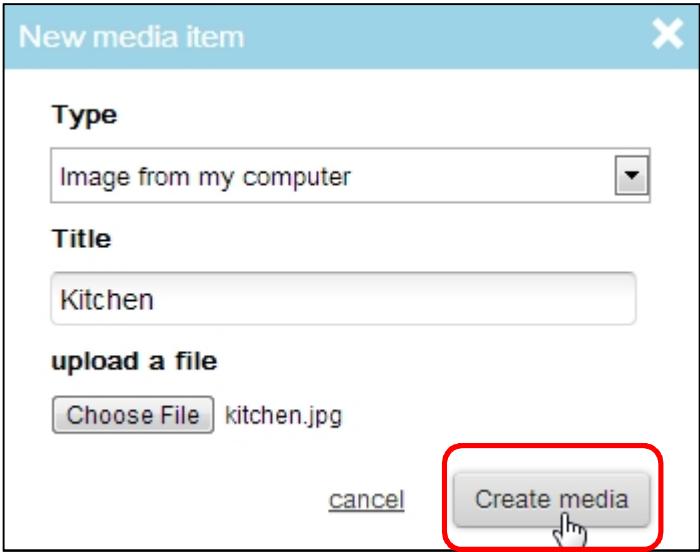 New media item
Type
Image from my computer
Title
Kitchen
upload a file
Choose File kitchen.jpg
cancel Create media